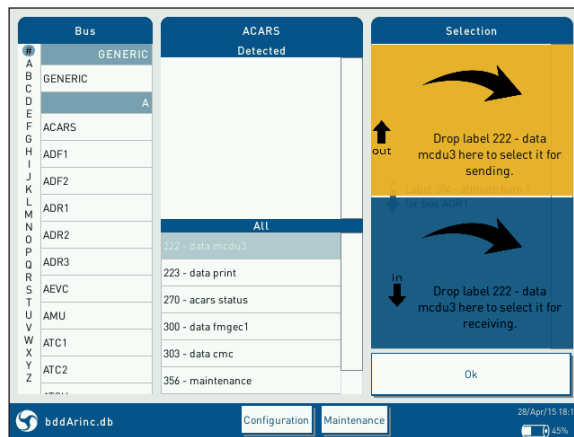 Bus
#
A
B
C
D
E
F
G
H
I
J
K
L
M
N
O
P
Q
R
S
T
U
V
W
X
Y
Z
GENERIC
GENERIC
A
ACARS
ADF1
ADF2
ADR1
ADR2
ADR3
AEVC
AMU
ATC1
ATC2
ACARS
Detected
All
222 - data mcdu3
223 - data print
270 - acars status
300 - data fmgec1
303 - data cmc
356 - maintenance
Selection
out
Drop label 222 - data
mcdu3 here to select it for
sending.
Label 204 - altitude baro 1
for bus ADR1
in
Drop label 222 - data
mcdu3 here to select it for
receiving.
Ok
bddArinc.db
Configuration
Maintenance
28/Apr/15 18:1
45%